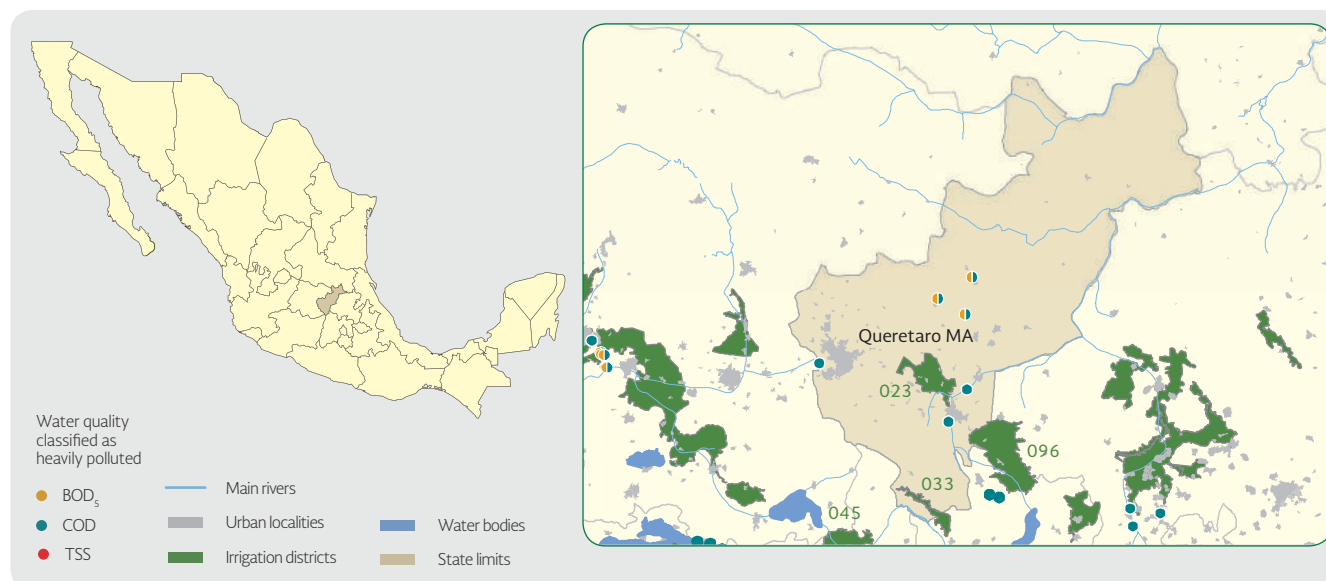 Queretaro MA
023
096
033
045
Water quality
classified as
heavily polluted
BOD5
COD
TSS
Main rivers
Urban localities
Irrigation districts
Water bodies
State limits